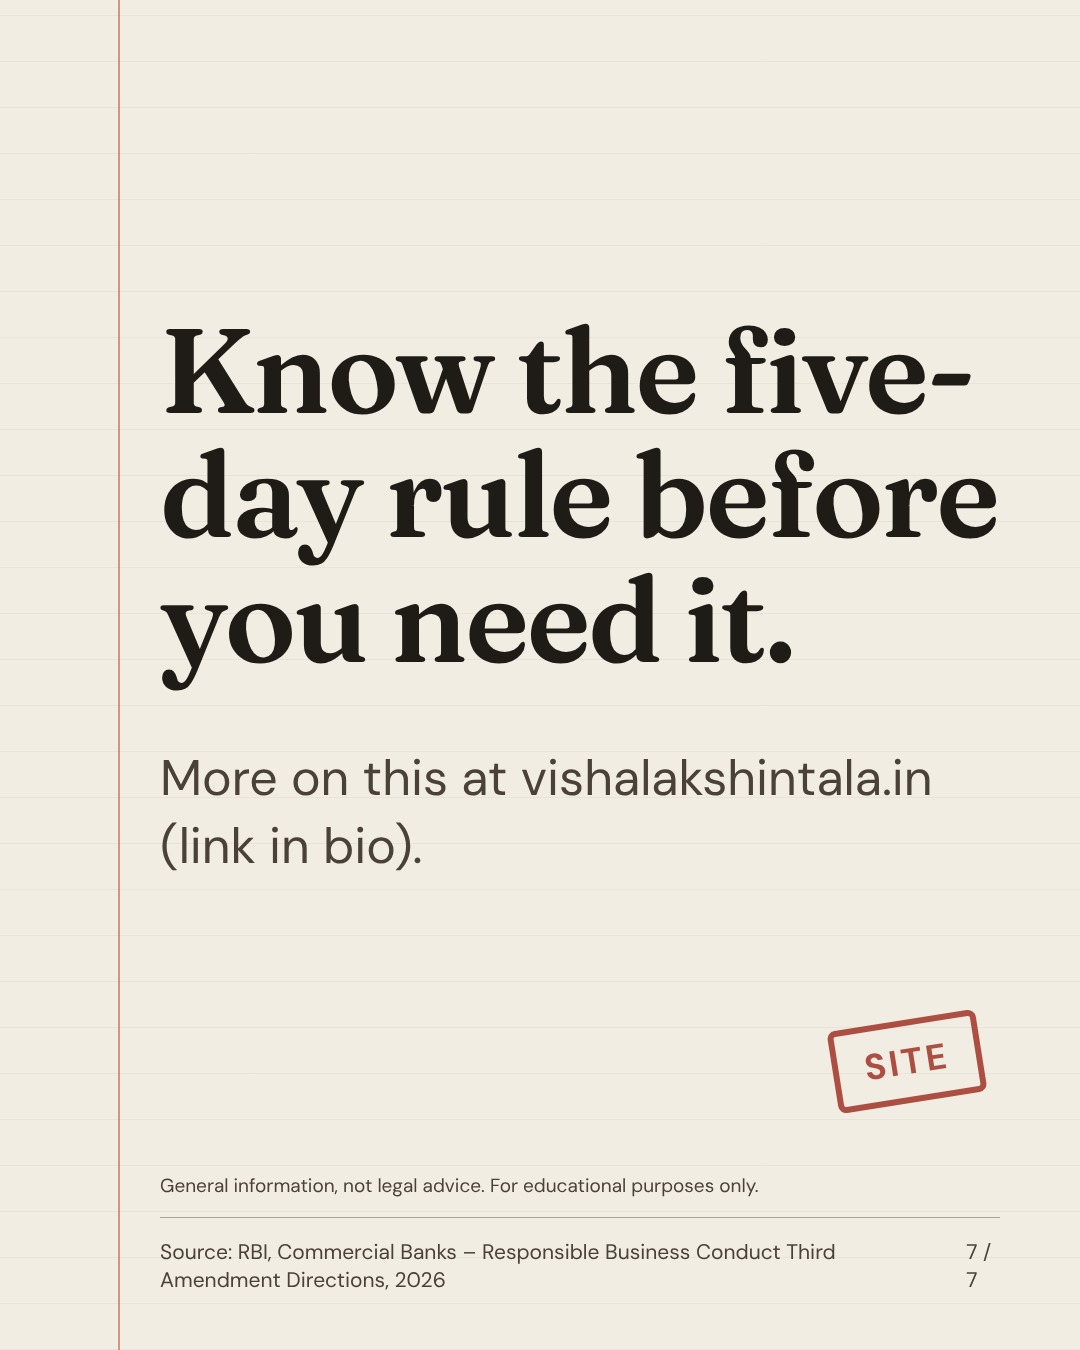 Know the five-
day rule before
you need it.
More on this at vishalakshintala.in
(link in bio).
SITE
General information, not legal advice. For educational purposes only.
Source: RBI, Commercial Banks – Responsible Business Conduct Third
Amendment Directions, 2026
7 /
7